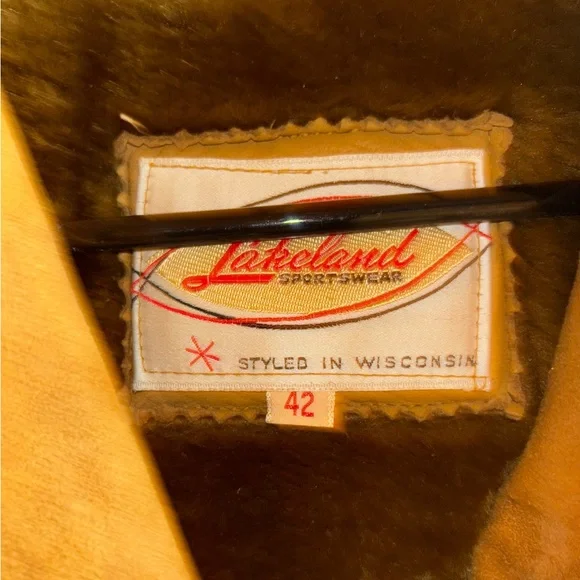 Lakeland
SPORTSWEAR
STYLED IN WISCONSIN
42